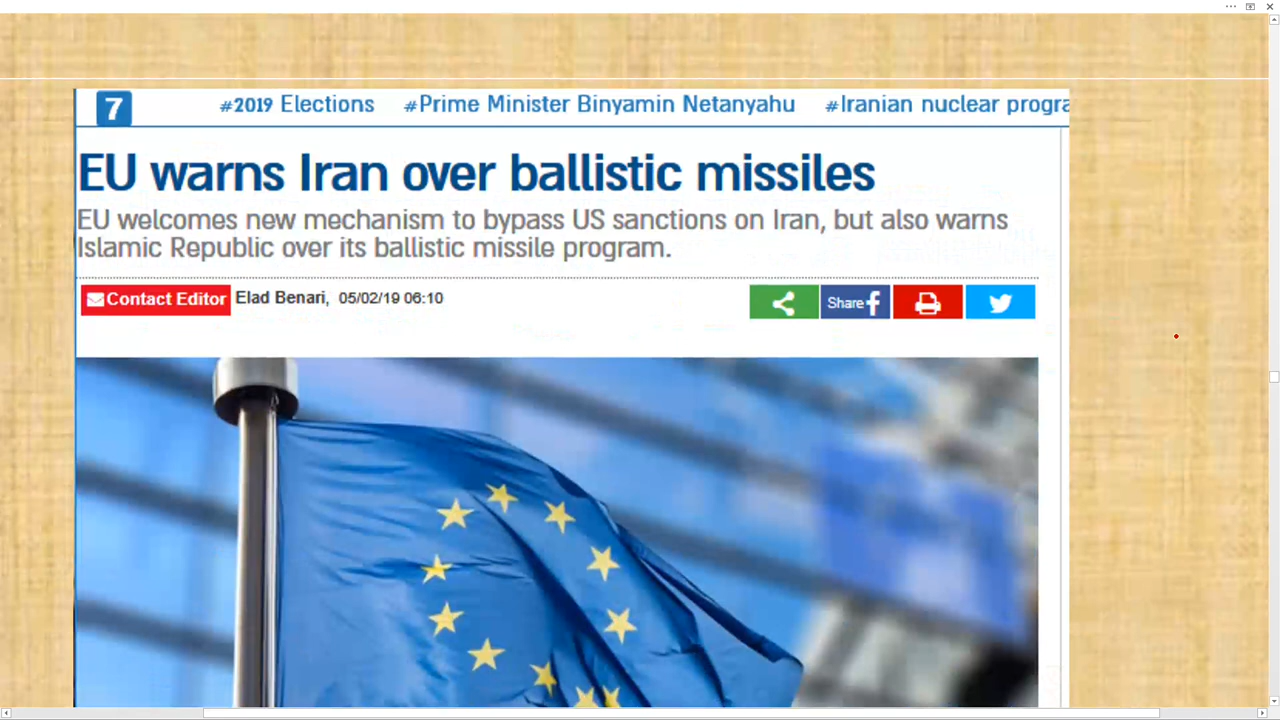 7
#2019 Elections #Prime Minister Binyamin Netanyahu #Iranian nuclear progra
EU warns Iran over ballistic missiles
EU welcomes new mechanism to bypass US sanctions on Iran, but also warns
Islamic Republic over its ballistic missile program.
Contact Editor Elad Benari, 05/02/19 06:10
Share